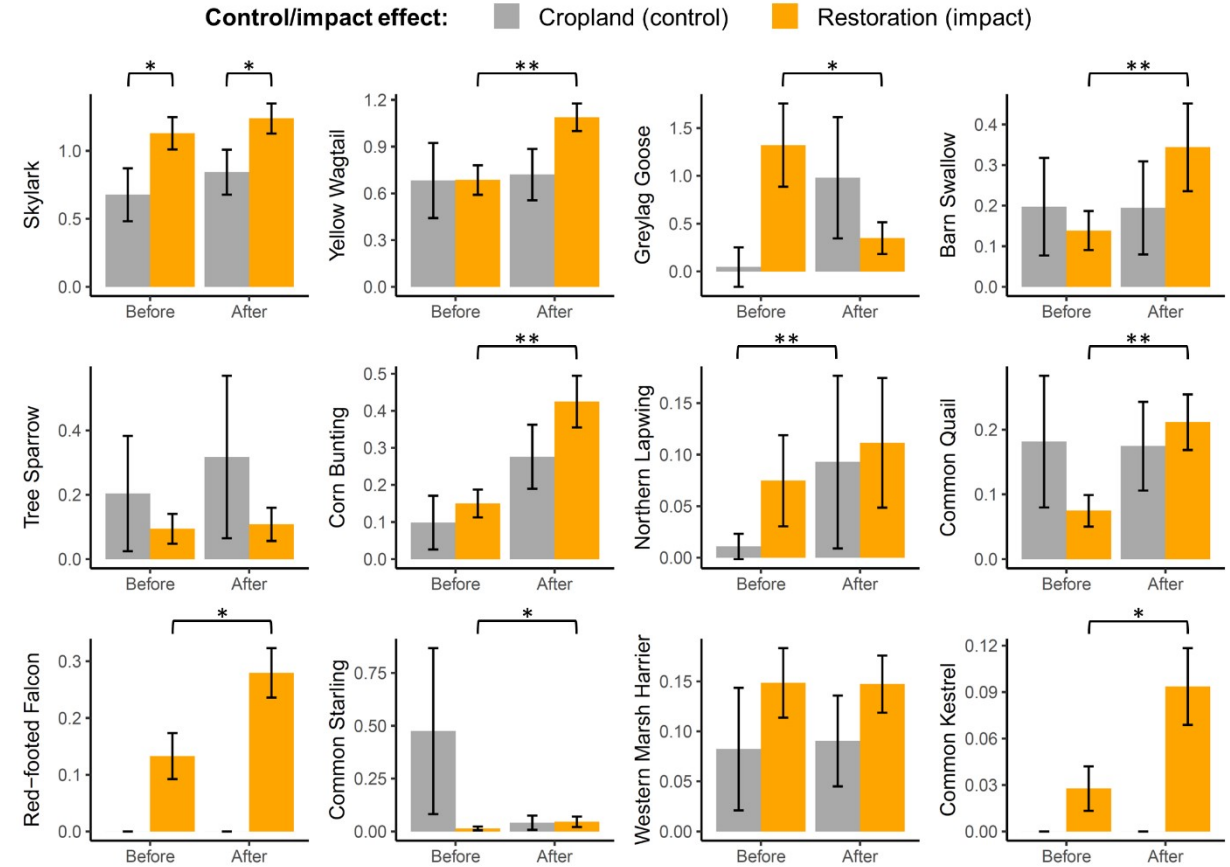 Control/impact effect: Cropland (control) Restoration (impact)
* *
Skylark
1.0
0.5
0.0
Before After
**
Yellow Wagtail
1.2
0.9
0.6
0.3
0.0
Before After
*
Greylag Goose
1.5
1.0
0.5
0.0
Before After
**
Barn Swallow
0.4
0.3
0.2
0.1
0.0
Before After
Tree Sparrow
0.4
0.2
0.0
Before After
**
Corn Bunting
0.5
0.4
0.3
0.2
0.1
0.0
Before After
**
Northern Lapwing
0.15
0.10
0.05
0.00
Before After
**
Common Quail
0.2
0.1
0.0
Before After
*
Red-footed Falcon
0.3
0.2
0.1
0.0
Before After
*
Common Starling
0.75
0.50
0.25
0.00
Before After
Western Marsh Harrier
0.15
0.10
0.05
0.00
Before After
*
Common Kestrel
0.12
0.09
0.06
0.03
0.00
Before After